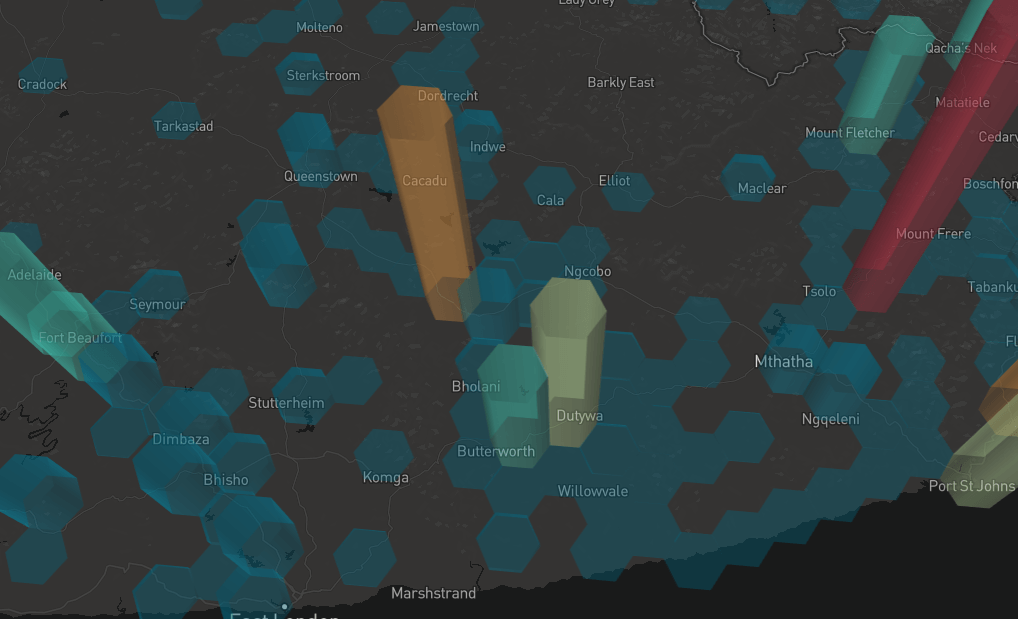 Lady Grey
Molteno
Jamestown
Qacha's Nek
Sterkstroom
Cradock
Barkly East
Dordrecht
Matatiele
Tarkastad
Mount Fletcher
Indwe
Queenstown
Cacadu
Elliot
Maclear
Boschfon
Cala
Mount Frere
Adelaide
Ngcobo
Seymour
Tsolo
Tabanku
Fort Beaufort
Mthatha
Bholani
Stutterheim
Dutywa
Ngqeleni
Dimbaza
Butterworth
Komga
Bhisho
Port St Johns
Willowvale
Marshstrand
East London